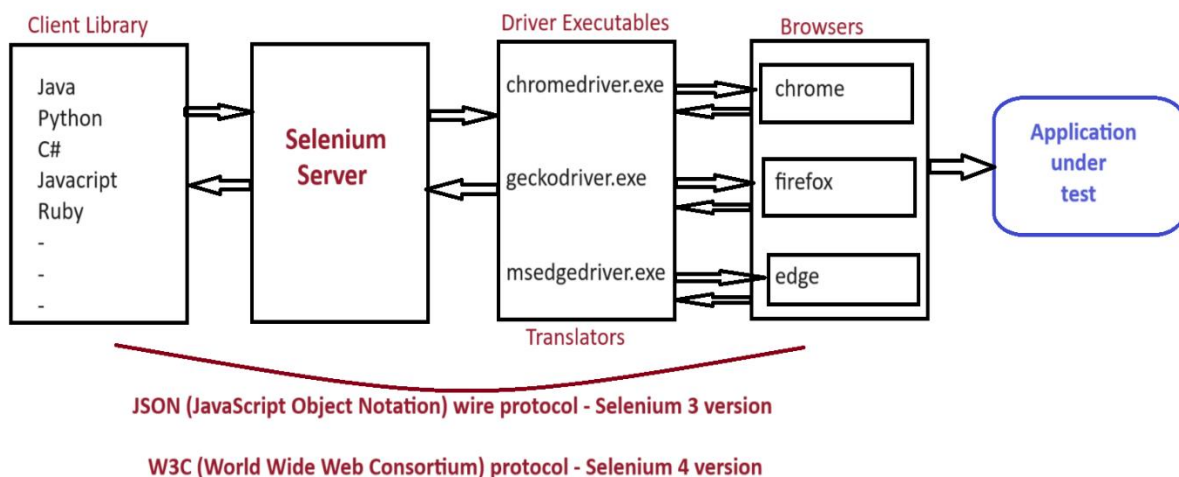 Client Library
Java
Python
C#
Javacript
Ruby
-
-
-
Selenium
Server
Driver Executables
chromedriver.exe
geckodriver.exe
msedgedriver.exe
Translators
Browsers
chrome
firefox
edge
Application
under
test
JSON (JavaScript Object Notation) wire protocol - Selenium 3 version
W3C (World Wide Web Consortium) protocol - Selenium 4 version